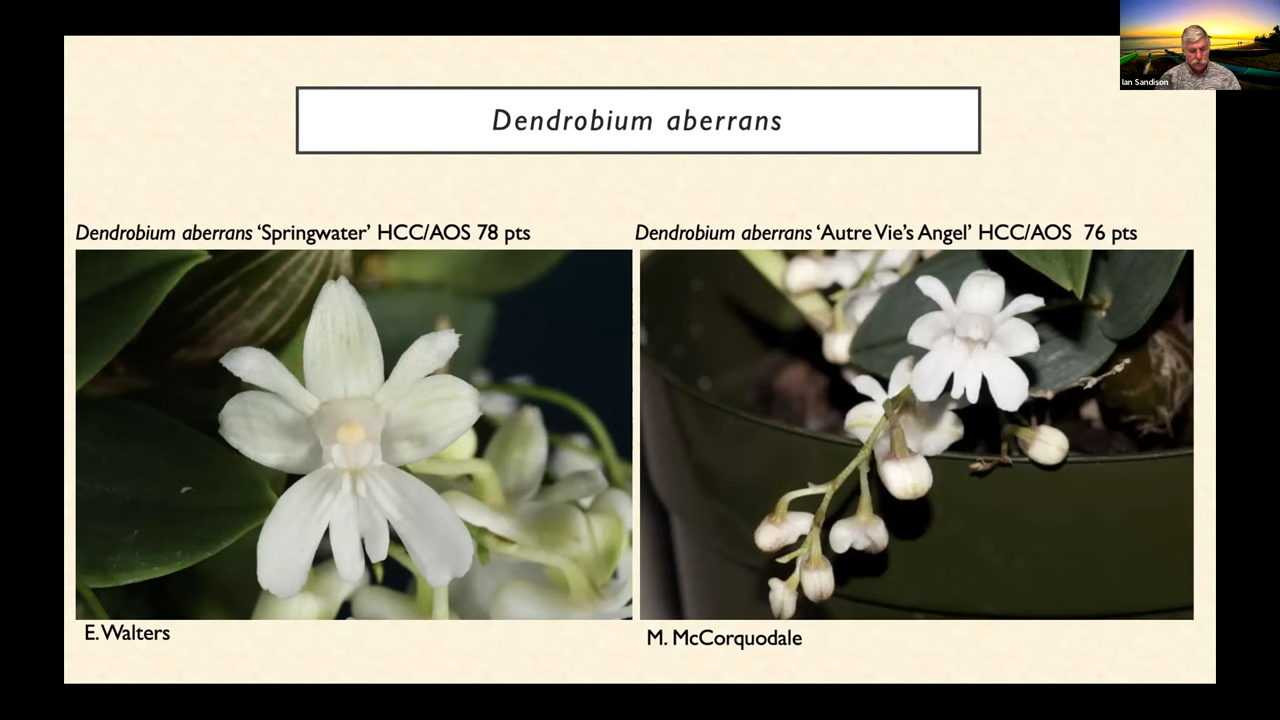 Ian Sandison
Dendrobium aberrans
Dendrobium aberrans ‘Springwater’ HCC/AOS 78 pts
Dendrobium aberrans ‘Autre Vie’s Angel’ HCC/AOS 76 pts
E. Walters
M. McCorquodale